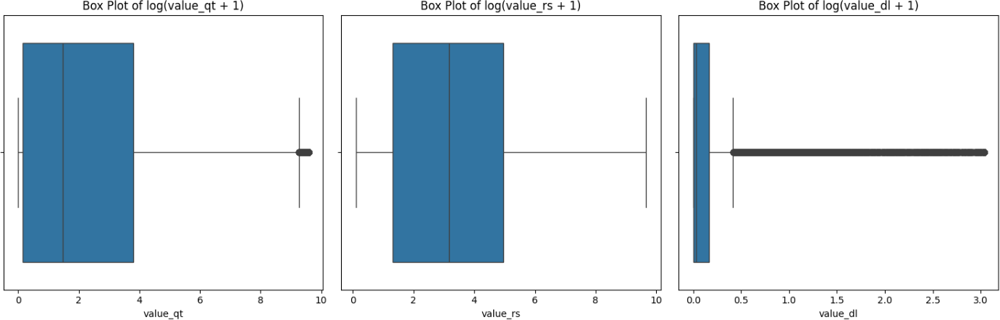 Box Plot of log(value_qt + 1)
0 2 4 6 8 10
value_qt
Box Plot of log(value_rs + 1)
0 2 4 6 8 10
value_rs
Box Plot of log(value_dl + 1)
0.0 0.5 1.0 1.5 2.0 2.5 3.0
value_dl